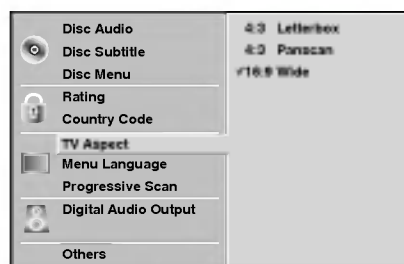 Disc Audio
Disc Subtitle
Disc Menu
Rating
Country Code
TV Aspect
Menu Language
Progressive Scan
Digital Audio Output
Others
4:3 Letterbox
4:3 Panscan
✓16:9 Wide